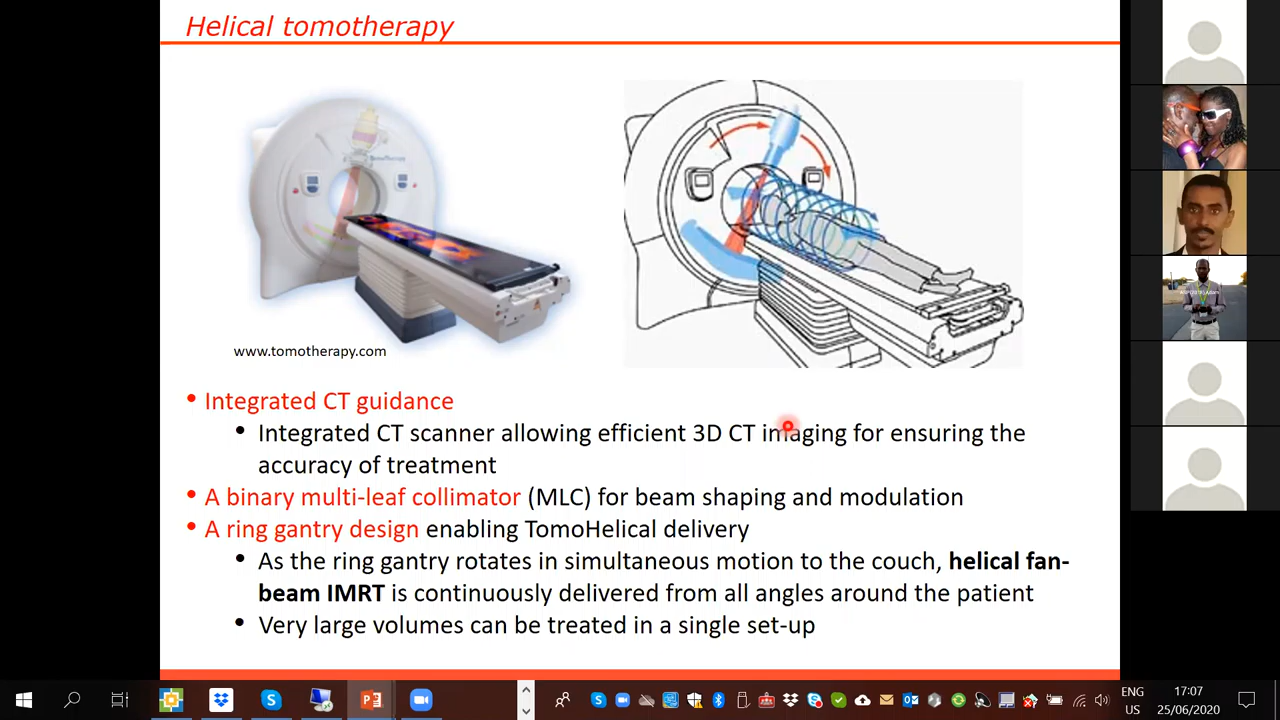 Helical tomotherapy
www.tomotherapy.com
• Integrated CT guidance
• Integrated CT scanner allowing efficient 3D CT imaging for ensuring the
accuracy of treatment
• A binary multi-leaf collimator (MLC) for beam shaping and modulation
• A ring gantry design enabling TomoHelical delivery
• As the ring gantry rotates in simultaneous motion to the couch, helical fan-
beam IMRT is continuously delivered from all angles around the patient
• Very large volumes can be treated in a single set-up
ENG
US
17:07
25/06/2020